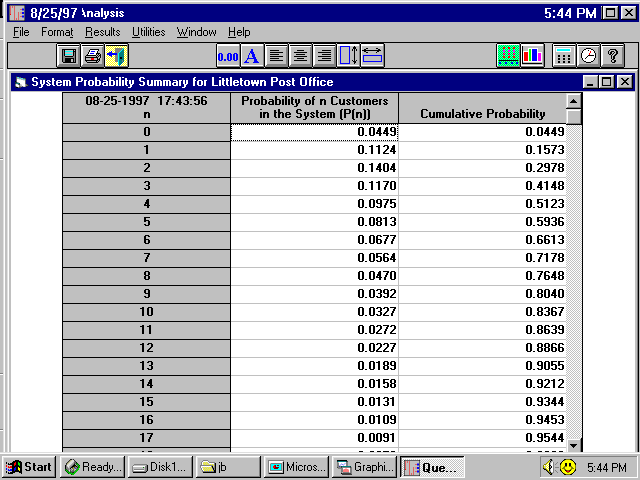 8/25/97 \nalysis 5:44 PM
File Format Results Utilities Window Help
0.00 A ?
System Probability Summary for Littletown Post Office
08-25-1997 17:43:56 Probability of n Customers
n in the System (P(n)) Cumulative Probability
0 0.0449 0.0449
1 0.1124 0.1573
2 0.1404 0.2978
3 0.1170 0.4148
4 0.0975 0.5123
5 0.0813 0.5936
6 0.0677 0.6613
7 0.0564 0.7178
8 0.0470 0.7648
9 0.0392 0.8040
10 0.0327 0.8367
11 0.0272 0.8639
12 0.0227 0.8866
13 0.0189 0.9055
14 0.0158 0.9212
15 0.0131 0.9344
16 0.0109 0.9453
17 0.0091 0.9544
Start Ready... Disk1... jb Micros... Graphi... Que... 5:44 PM